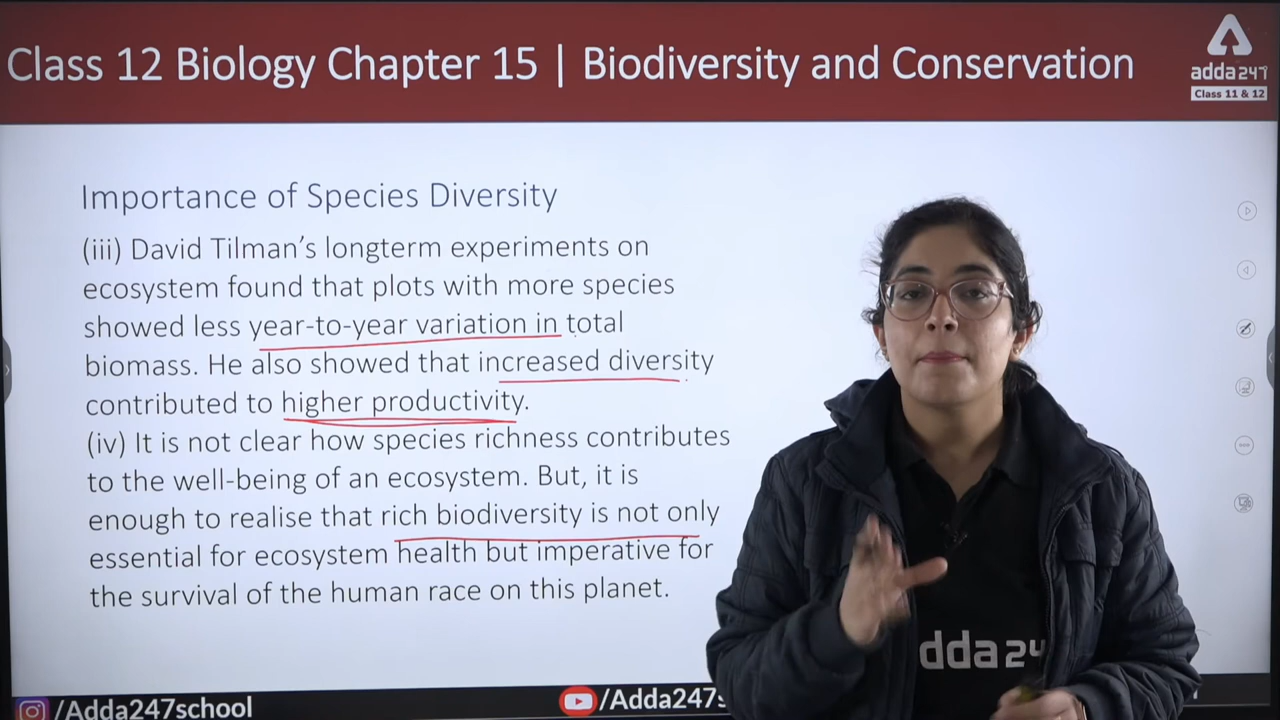 Class 12 Biology Chapter 15 | Biodiversity and Conservation
adda247
Class 11 & 12
Importance of Species Diversity
(iii) David Tilman's longterm experiments on
ecosystem found that plots with more species
showed less year-to-year variation in total
biomass. He also showed that increased diversity
contributed to higher productivity.
(iv) It is not clear how species richness contributes
to the well-being of an ecosystem. But, it is
enough to realise that rich biodiversity is not only
essential for ecosystem health but imperative for
the survival of the human race on this planet.
dda24
/Adda247school
/Adda247s